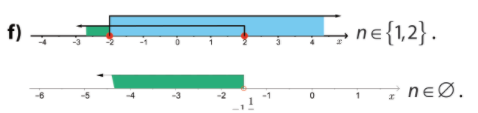 f) -4 -3 -2 -1 0 1 2 3 4 x n∈{1,2}.
-6 -5 -4 -3 -2 -1 1/2 -1 0 1 x n∈∅.